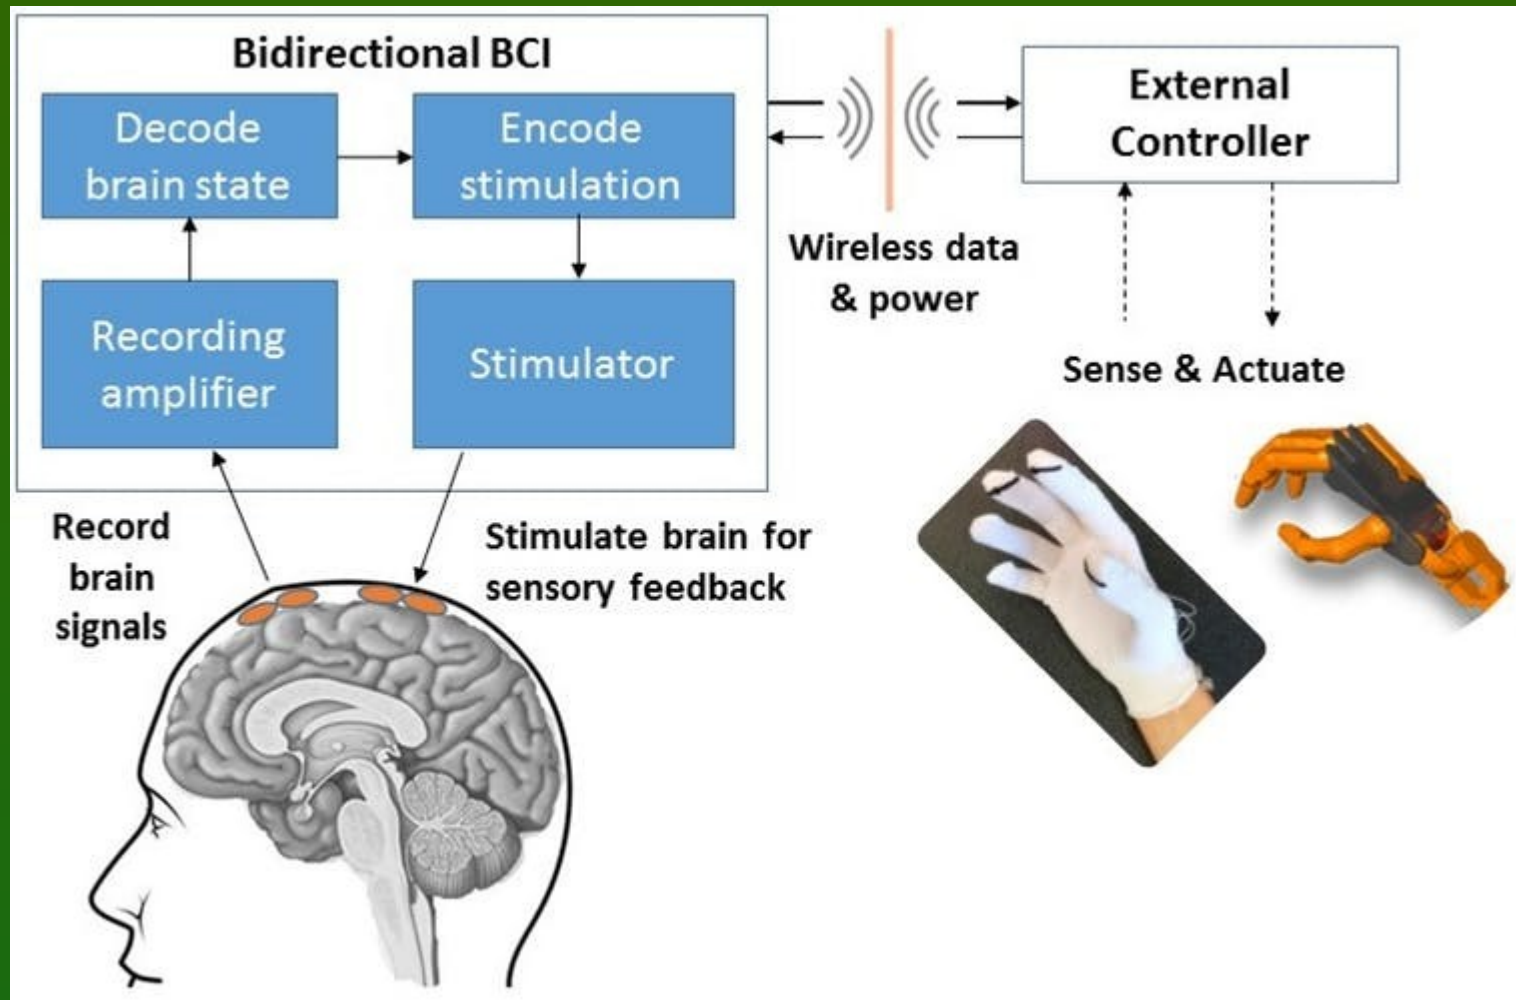 Bidirectional BCI
Decode
brain state
Encode
stimulation
Recording
amplifier
Stimulator
External
Controller
Wireless data
& power
Sense & Actuate
Record
brain
signals
Stimulate brain for
sensory feedback